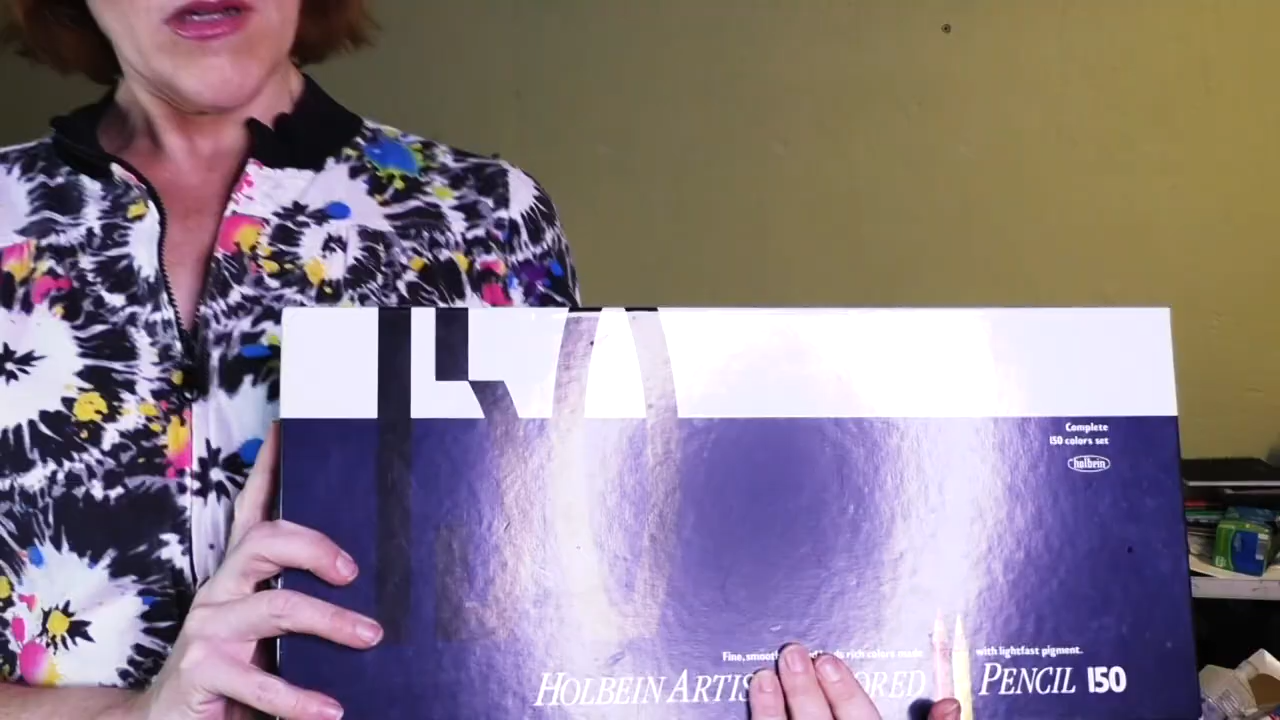 Complete
150 colors set
holbein
Fine, smooth rich colors made with lightfast pigment.
HOLBEIN ARTIS ORED PENCIL 150